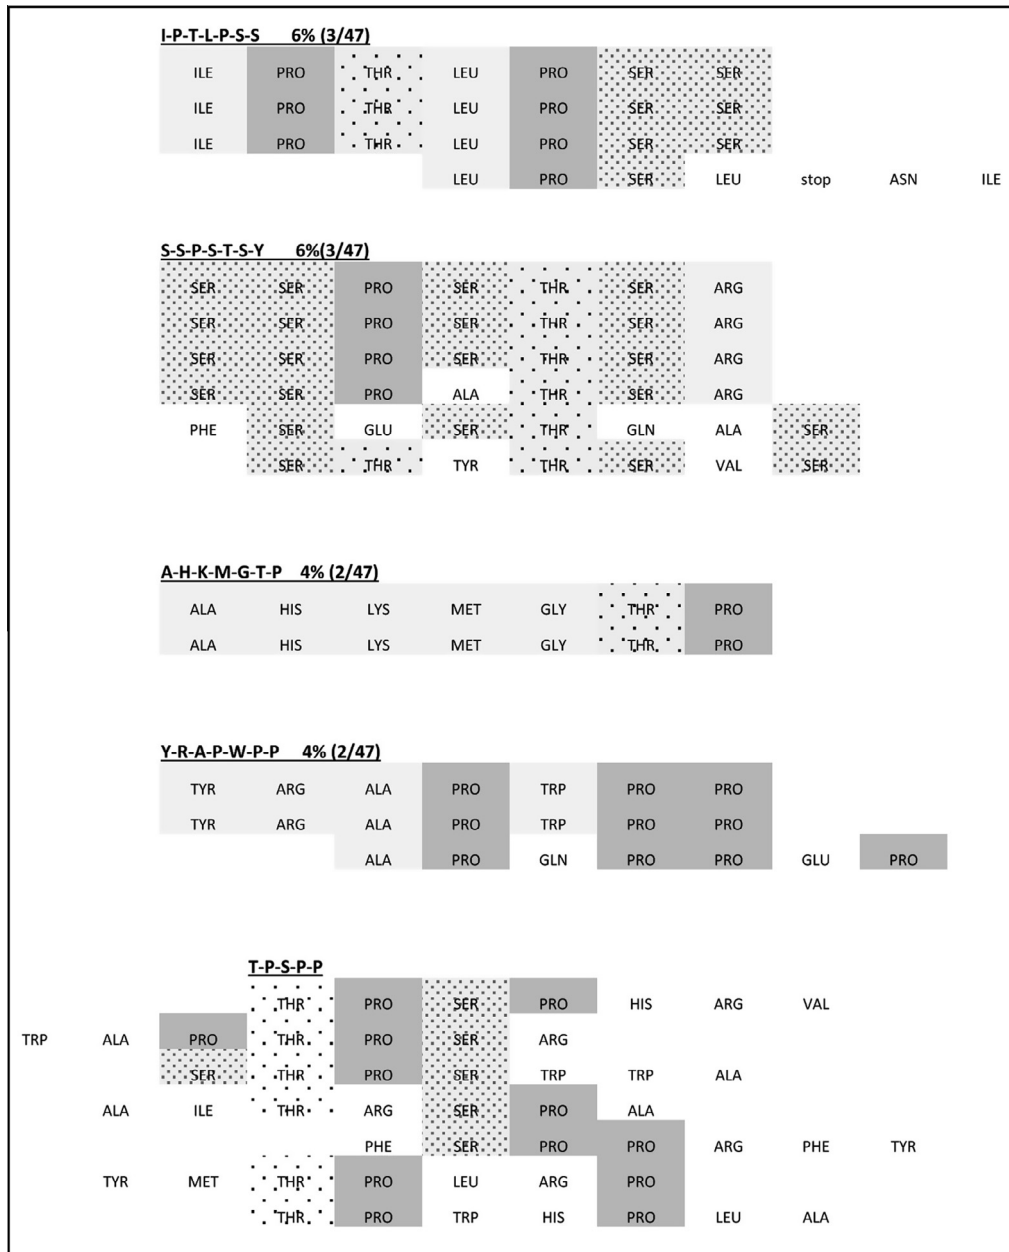 I-P-T-L-P-S-S 6% (3/47)
ILE PRO THR LEU PRO SER SER
ILE PRO THR LEU PRO SER SER
ILE PRO THR LEU PRO SER SER
LEU PRO SER LEU stop ASN ILE
S-S-P-S-T-S-Y 6%(3/47)
SER SER PRO SER THR SER ARG
SER SER PRO SER THR SER ARG
SER SER PRO SER THR SER ARG
SER SER PRO ALA THR SER ARG
PHE SER GLU SER THR GLN ALA SER
SER THR TYR THR SER VAL SER
A-H-K-M-G-T-P 4% (2/47)
ALA HIS LYS MET GLY THR PRO
ALA HIS LYS MET GLY THR PRO
Y-R-A-P-W-P-P 4% (2/47)
TYR ARG ALA PRO TRP PRO PRO
TYR ARG ALA PRO TRP PRO PRO
ALA PRO GLN PRO PRO GLU PRO
T-P-S-P-P
THR PRO SER PRO HIS ARG VAL
TRP ALA PRO THR PRO SER ARG
SER THR PRO SER TRP TRP ALA
ALA ILE THR ARG SER PRO ALA
PHE SER PRO PRO ARG PHE TYR
TYR MET THR PRO LEU ARG PRO
THR PRO TRP HIS PRO LEU ALA